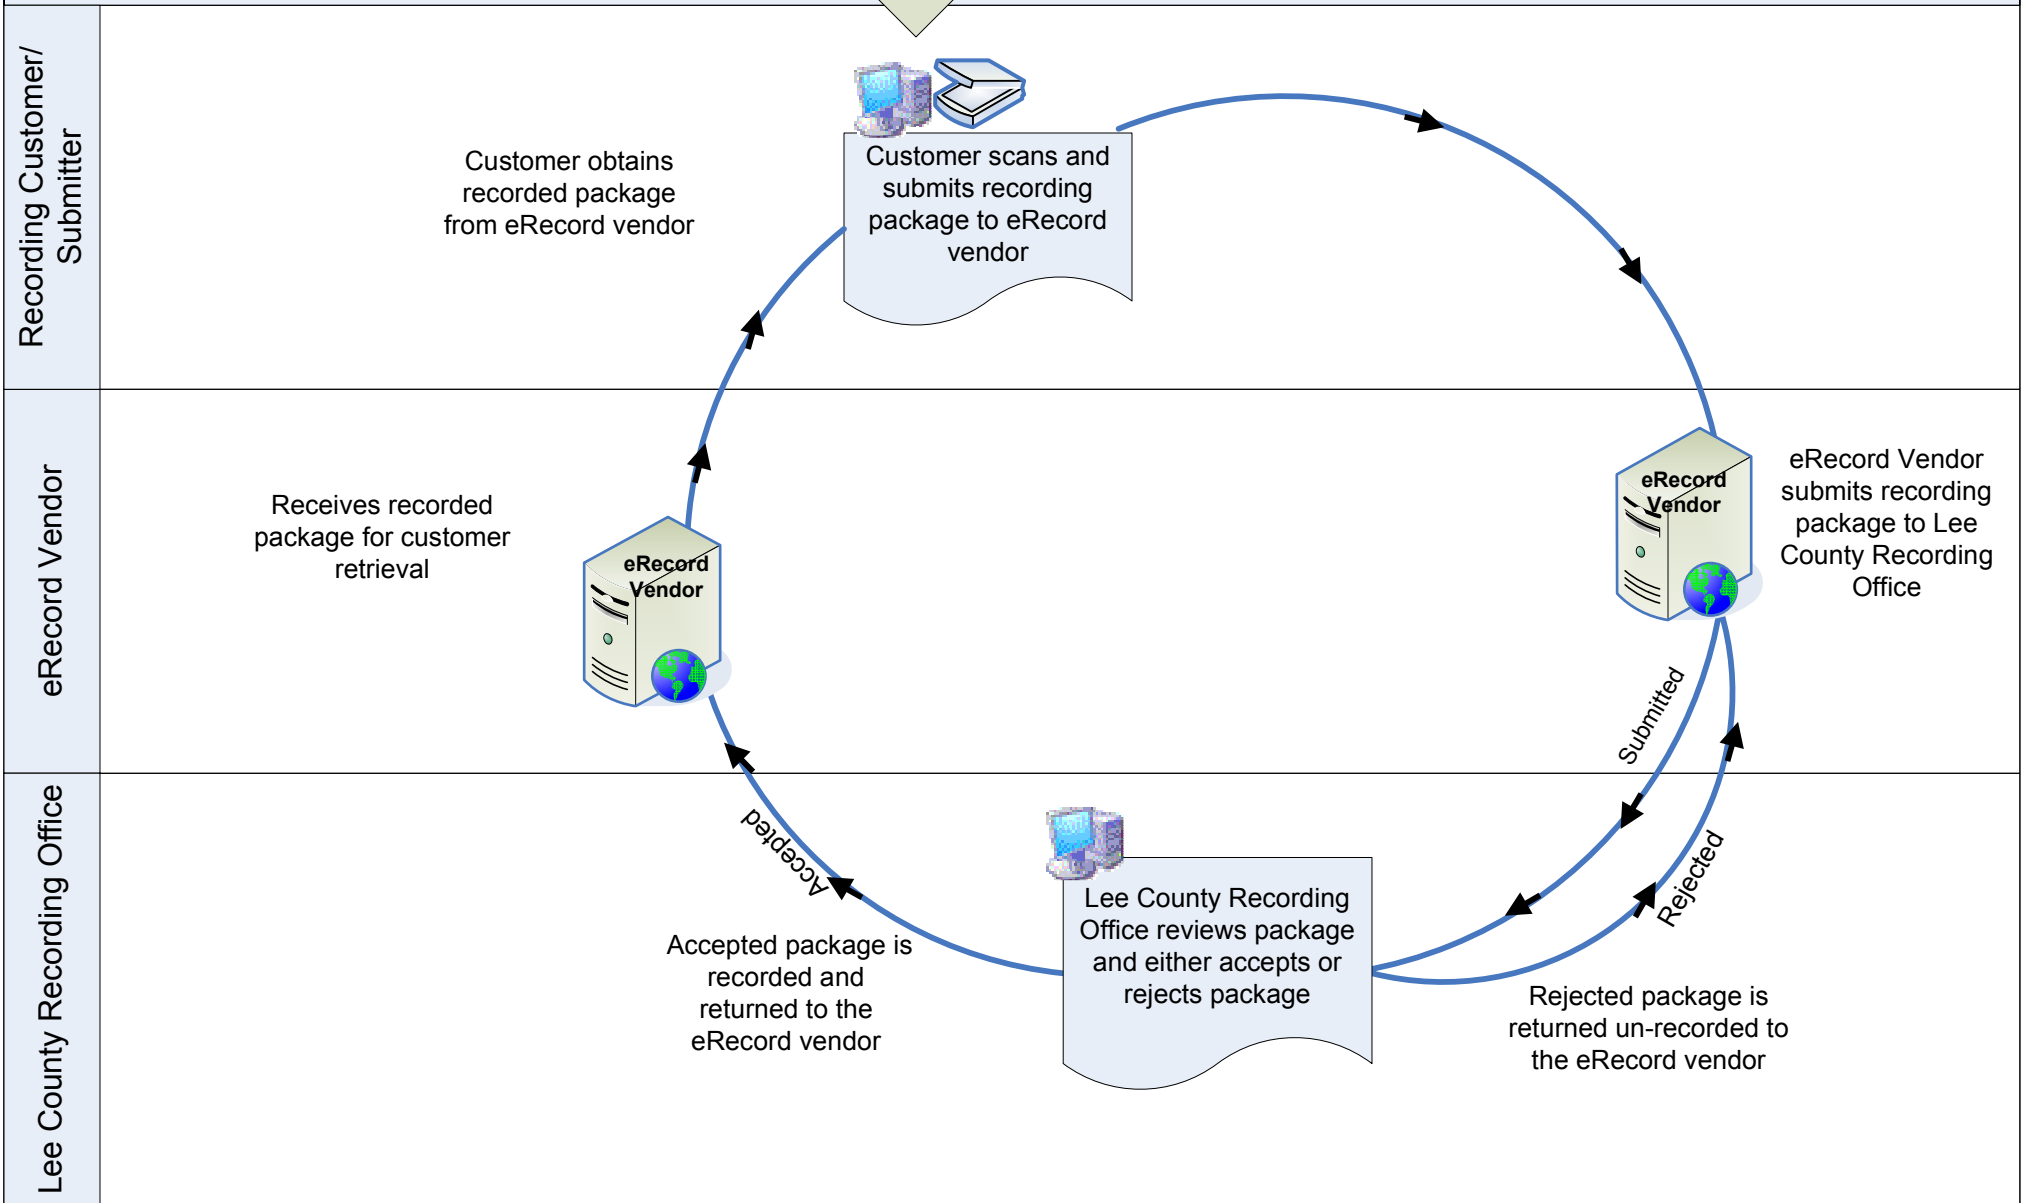 Recording Customer/
Submitter
Customer obtains
recorded package
from eRecord vendor
Customer scans and
submits recording
package to eRecord
vendor
eRecord Vendor
Receives recorded
package for customer
retrieval
eRecord
Vendor
eRecord
Vendor
eRecord Vendor
submits recording
package to Lee
County Recording
Office
Submitted
Rejected
Accepted
Lee County Recording Office
Accepted package is
recorded and
returned to the
eRecord vendor
Lee County Recording
Office reviews package
and either accepts or
rejects package
Rejected package is
returned un-recorded to
the eRecord vendor